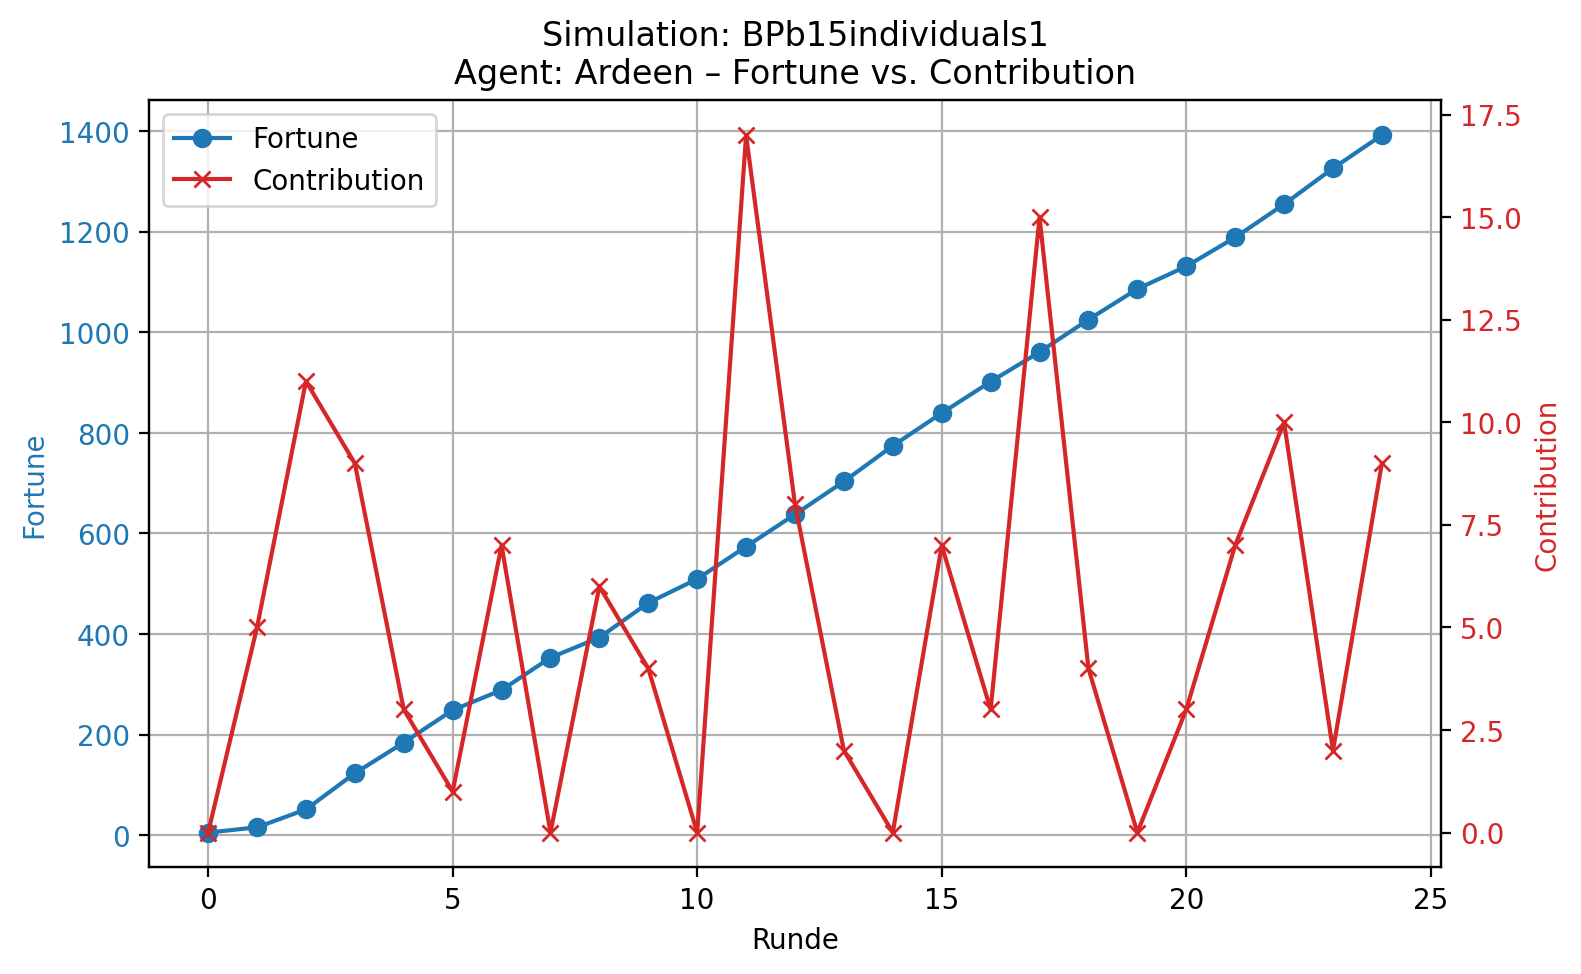 Simulation: BPb15individuals1
Agent: Ardeen – Fortune vs. Contribution
Fortune
Contribution
1400
1200
1000
800
600
400
200
0
Fortune
17.5
15.0
12.5
10.0
7.5
5.0
2.5
0.0
Contribution
0 5 10 15 20 25
Runde